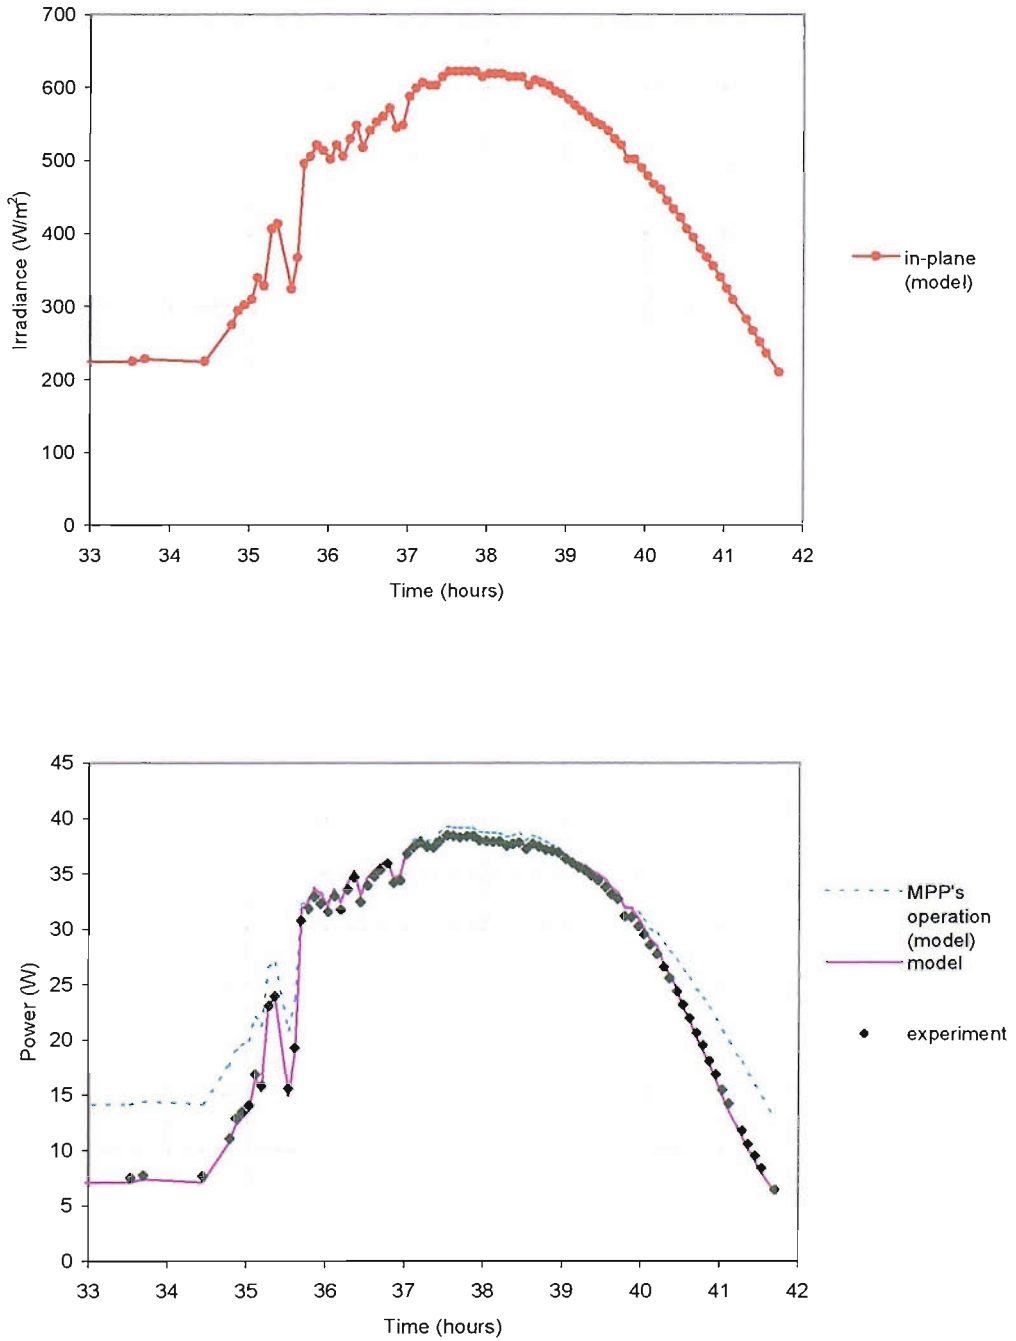 700
600
500
400
300
200
100
0
Irradiance (W/m²)
33 34 35 36 37 38 39 40 41 42
Time (hours)
in-plane
(model)
45
40
35
30
25
20
15
10
5
0
Power (W)
33 34 35 36 37 38 39 40 41 42
Time (hours)
MPP's
operation
(model)
model
experiment